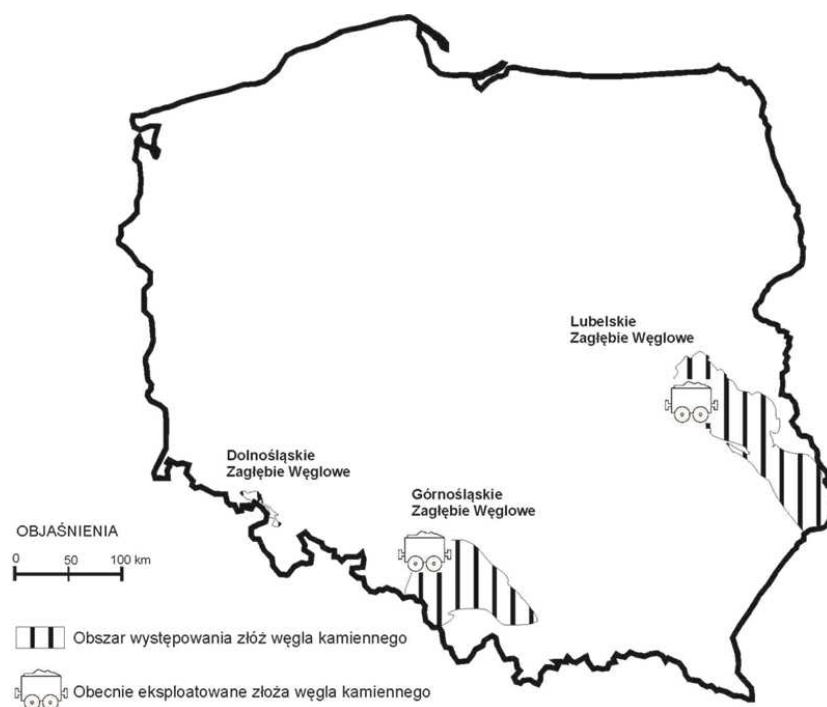 Lubelskie
Zagłębie Węglowe
Dolnośląskie
Zagłębie Węglowe
Górnośląskie
Zagłębie Węglowe
OBJAŚNIENIA
0 50 100 km
Obszar występowania złóż węgla kamiennego
Obecnie eksploatowane złoża węgla kamiennego